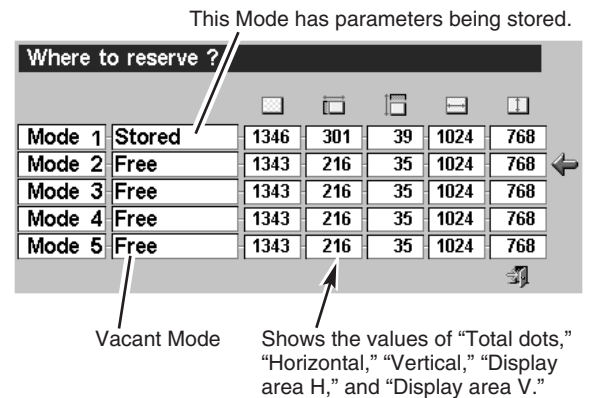 This Mode has parameters being stored.
Where to reserve ?
Mode 1 Stored 1346 301 39 1024 768
Mode 2 Free 1343 216 35 1024 768
Mode 3 Free 1343 216 35 1024 768
Mode 4 Free 1343 216 35 1024 768
Mode 5 Free 1343 216 35 1024 768
Vacant Mode
Shows the values of “Total dots,”
“Horizontal,” “Vertical,” “Display
area H,” and “Display area V.”